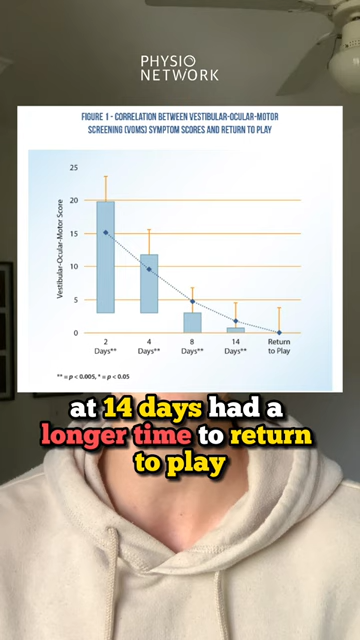 PHYSIO
NETWORK
FIGURE 1 - CORRELATION BETWEEN VESTIBULAR-OCULAR-MOTOR
SCREENING (VOMS) SYMPTOM SCORES AND RETURN TO PLAY
Vestibular-Ocular-Motor Score
25
20
15
10
5
0
2
Days**
4
Days**
8
Days**
14
Days**
Return
to Play
** = p < 0.005, * = p < 0.05
at 14 days had a
longer time to return
to play